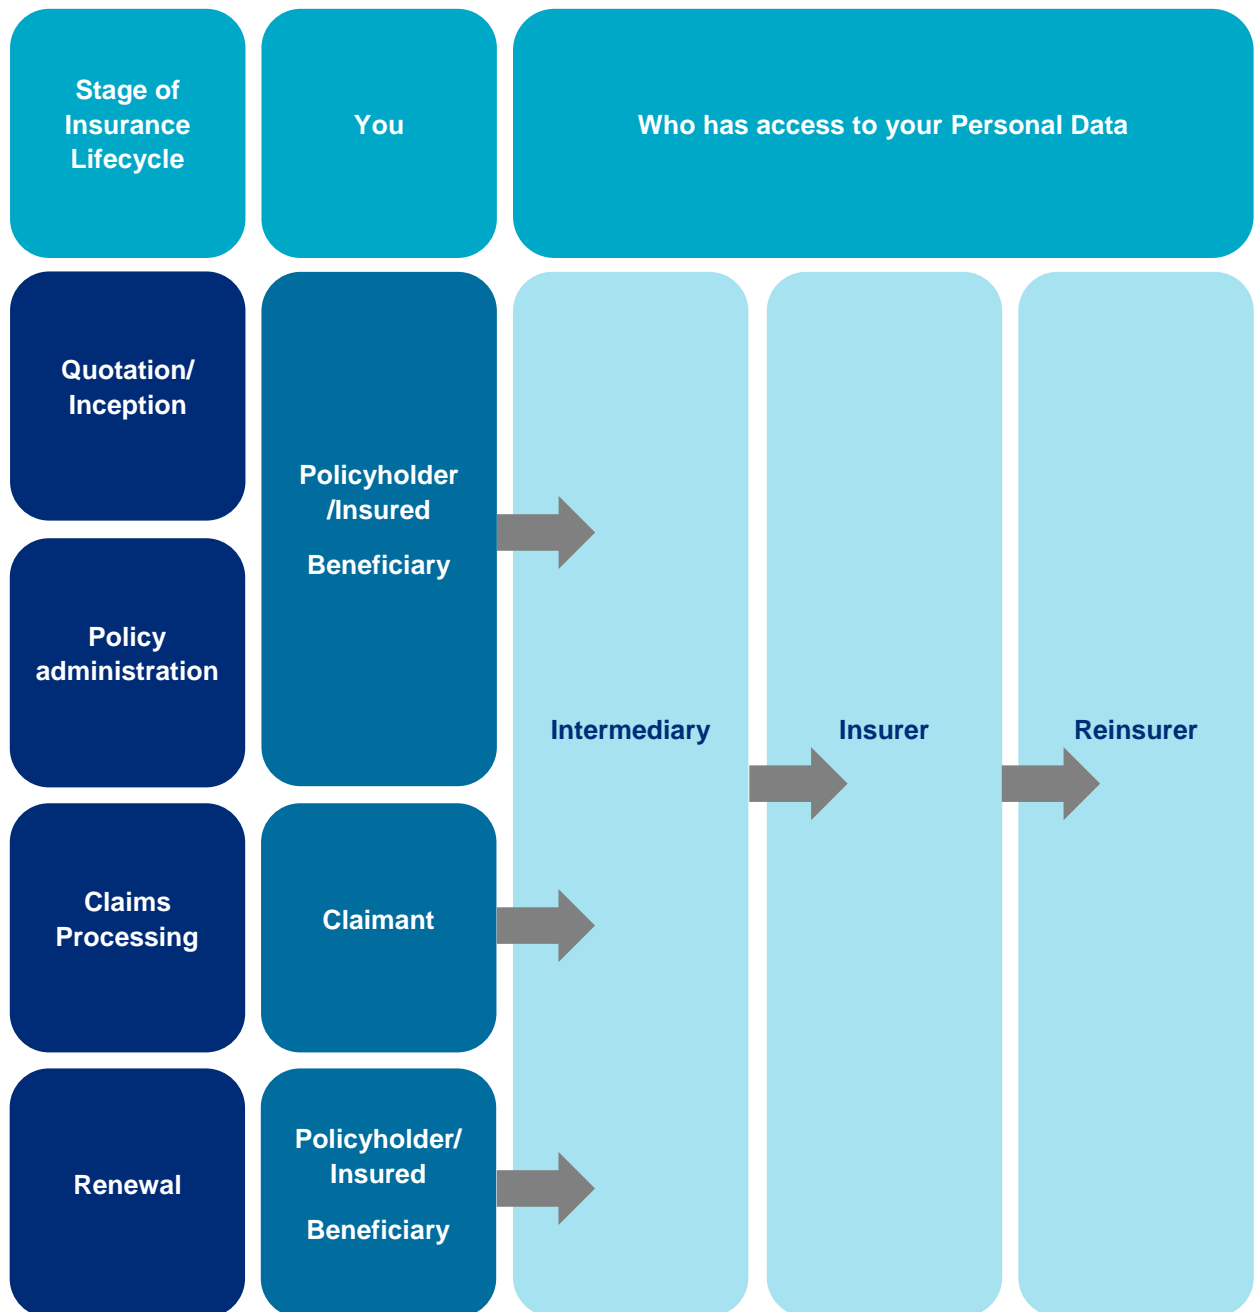 Stage of
Insurance
Lifecycle
You
Who has access to your Personal Data
Quotation/
Inception
Policyholder
/Insured
Beneficiary
Policy
administration
Intermediary
Insurer
Reinsurer
Claims
Processing
Claimant
Renewal
Policyholder/
Insured
Beneficiary